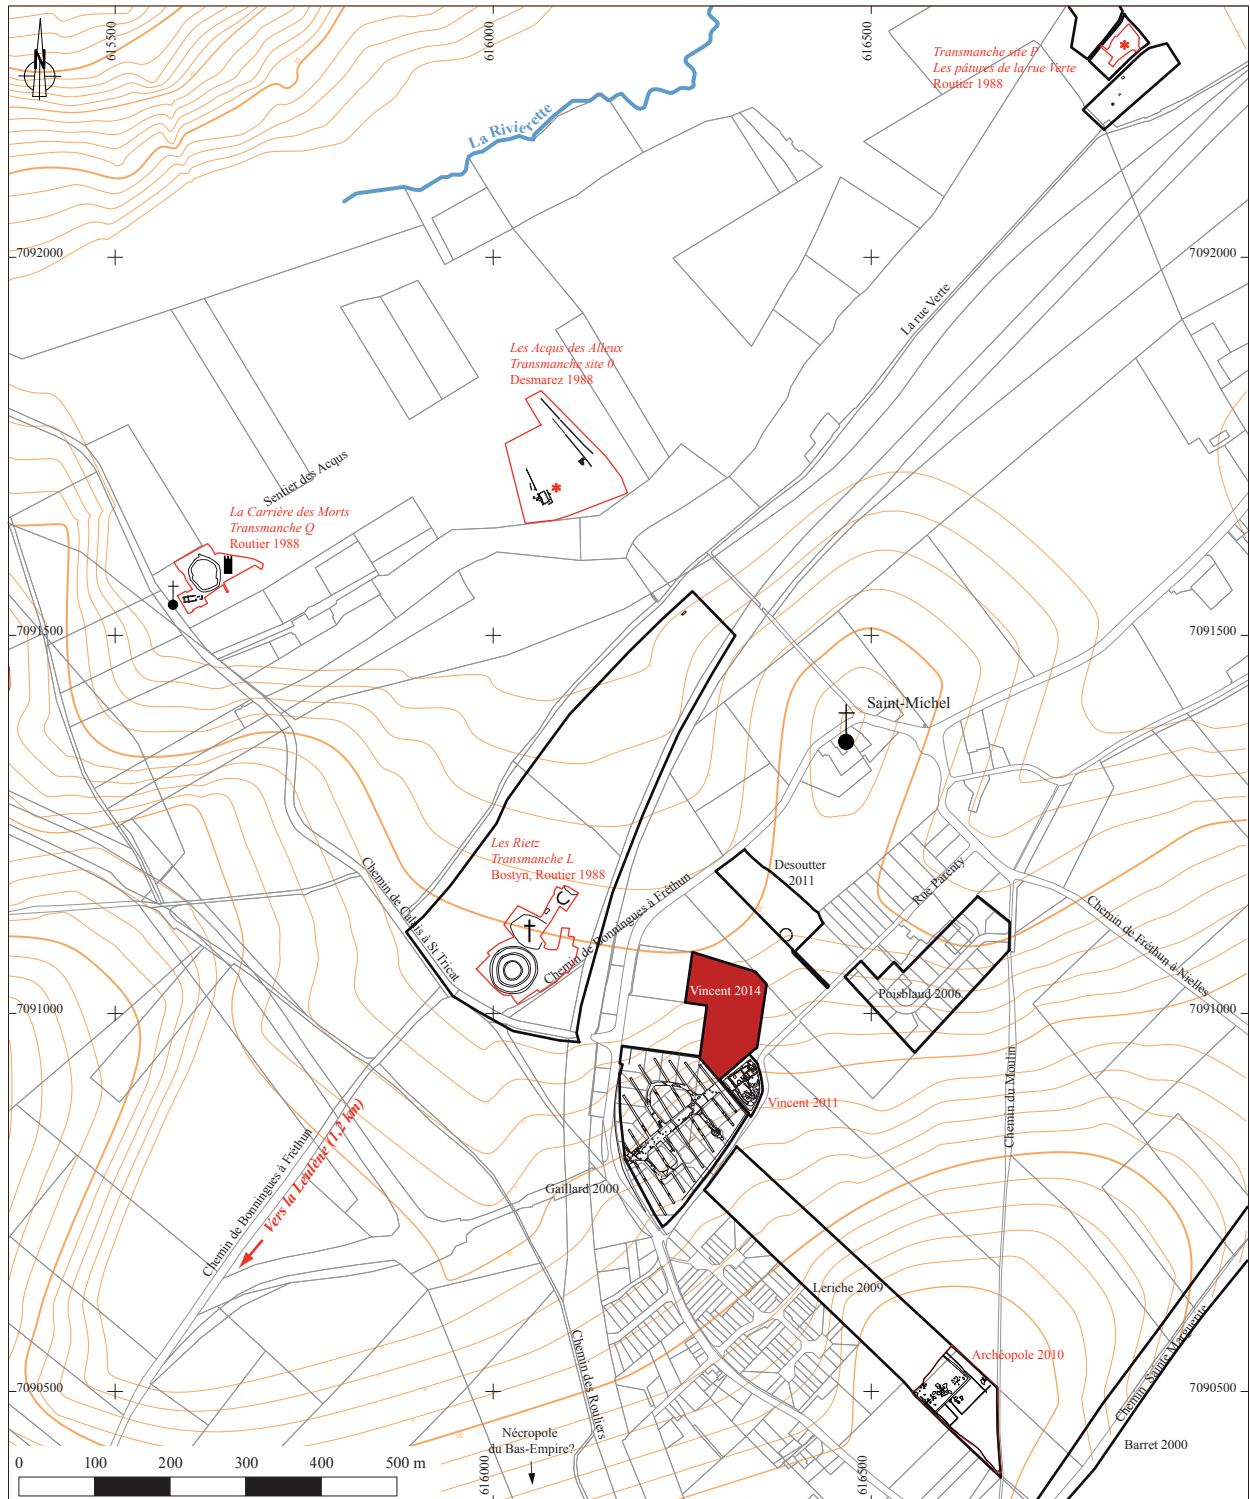 615500
616000
616500
N
Transmanche site P
Les pâtures de la rue Verte
Routier 1988
La Rivierette
7092000
7092000
La rue Verte
Les Acqus des Alleux
Transmanche site 0
Desmarez 1988
Sentier des Acqus
La Carrière des Morts
Transmanche Q
Routier 1988
7091500
7091500
Saint-Michel
Les Rietz
Transmanche L
Bostyn, Routier 1988
Chemin de Calais à St Tricat
Chemin de Bonningues à Fréthun
Desoutter
2011
Rue Parenty
Chemin de Fréthun à Nielles
Vincent 2014
Poisblaud 2006
7091000
7091000
Vincent 2011
Chemin du Moulin
Chemin de Bonningues à Fréthun
Vers la Leulène (1,2 km)
Gaillard 2000
Leriche 2009
Chemin des Rouliers
Archéopole 2010
Chemin Sainte Marguerite
7090500
7090500
Nécropole
du Bas-Empire?
Barret 2000
0 100 200 300 400 500 m
616000
616500